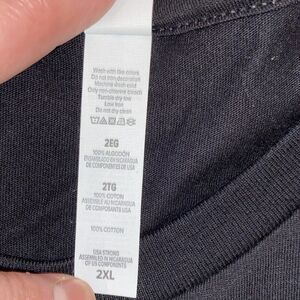 Wash with like colors
Do not iron decoration
Machine wash cold
Only non-chlorine bleach
Tumble dry low
Low iron
Do not dry clean
2EG
100% ALGODÓN
ENSAMBLADO EN NICARAGUA
DE COMPONENTES DE USA
2TG
100% COTON
ASSEMBLÉ AU NICARAGUA
DE COMPOSANTS USA
100% COTTON
USA STRONG
ASSEMBLED IN NICARAGUA
OF US COMPONENTS
2XL